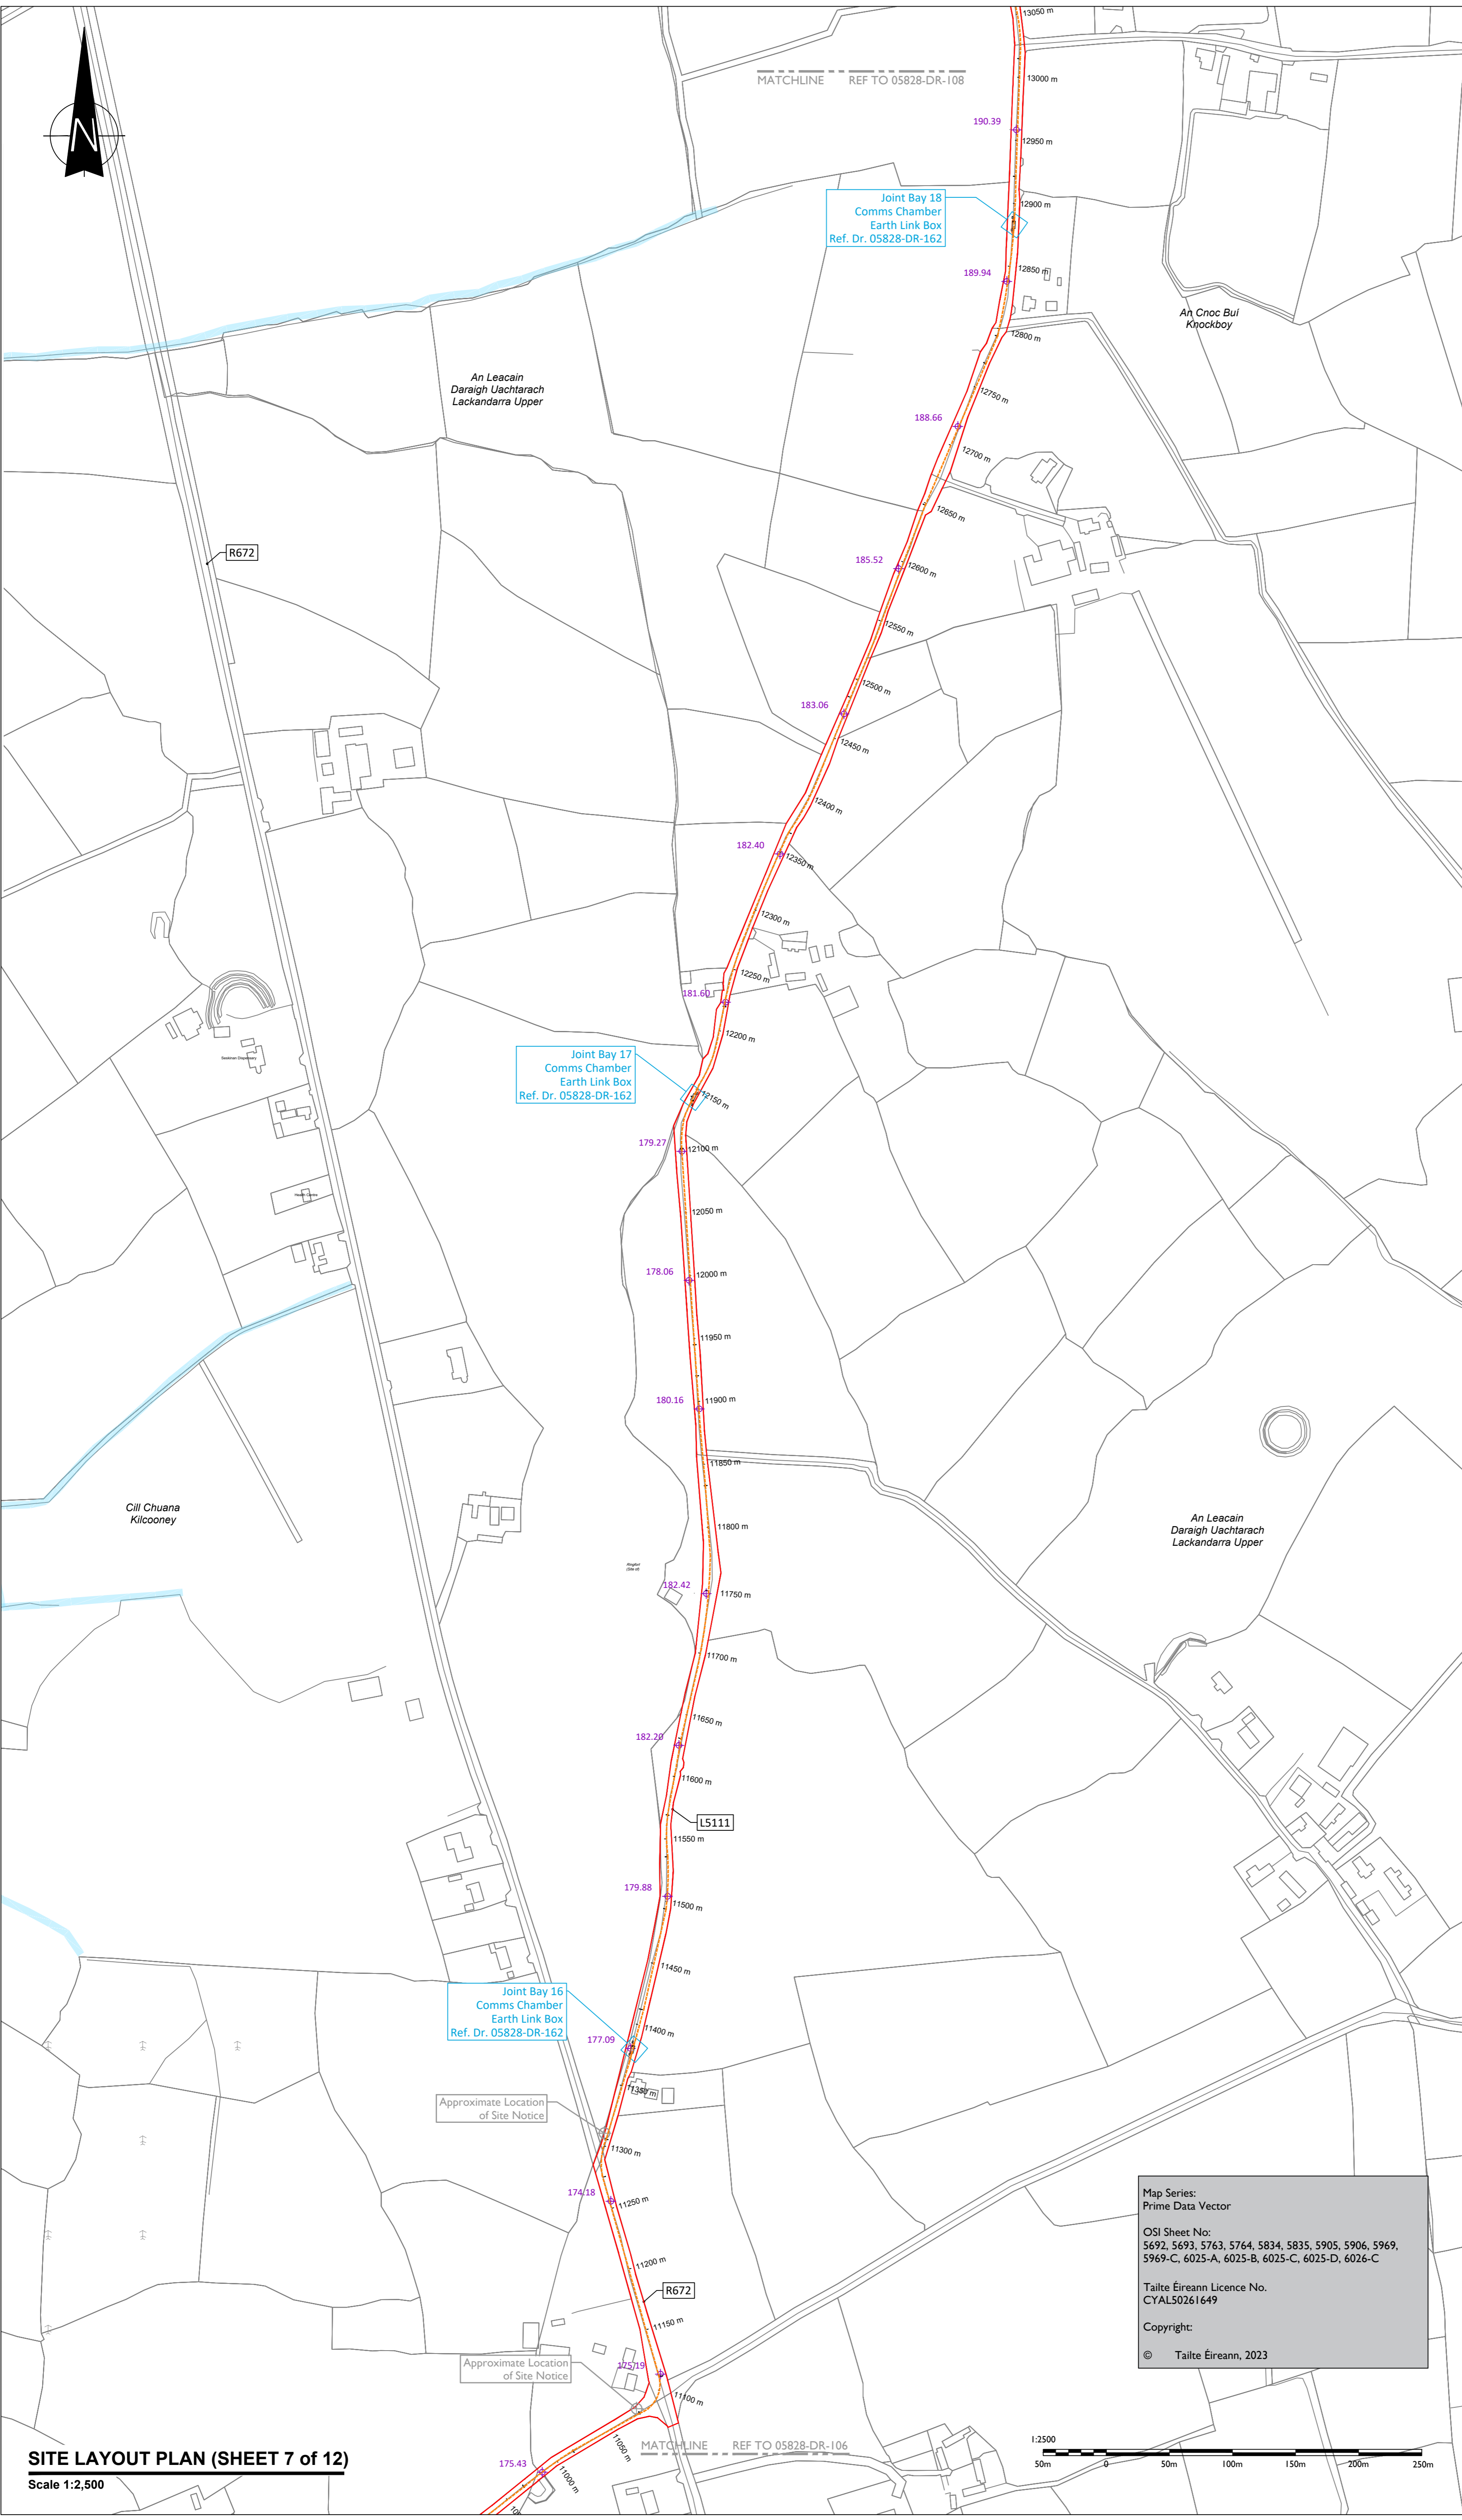 13050 m
MATCHLINE REF TO 05828-DR-108
13000 m
N
190.39
12950 m
Joint Bay 18
Comms Chamber
Earth Link Box
Ref. Dr. 05828-DR-162
12900 m
189.94
12850 m
An Cnoc Buí
Knockboy
12800 m
An Leacain
Daraigh Uachtarach
Lackandarra Upper
12750 m
188.66
12700 m
12650 m
R672
185.52
12600 m
12550 m
12500 m
183.06
12450 m
12400 m
182.40
12350 m
12300 m
12250 m
181.60
12200 m
Joint Bay 17
Comms Chamber
Earth Link Box
Ref. Dr. 05828-DR-162
12150 m
179.27
12100 m
Health Centre
12050 m
178.06
12000 m
11950 m
180.16
11900 m
11850 m
Cill Chuana
Kilcooney
11800 m
An Leacain
Daraigh Uachtarach
Lackandarra Upper
182.42
11750 m
11700 m
11650 m
182.20
11600 m
L5111
11550 m
179.88
11500 m
11450 m
Joint Bay 16
Comms Chamber
Earth Link Box
Ref. Dr. 05828-DR-162
11400 m
177.09
11350 m
Approximate Location
of Site Notice
11300 m
174.18
11250 m
11200 m
R672
11150 m
Approximate Location
of Site Notice
175.19
11100 m
11050 m
MATCHLINE REF TO 05828-DR-106
175.43
11000 m
Map Series:
Prime Data Vector
OSI Sheet No:
5692, 5693, 5763, 5764, 5834, 5835, 5905, 5906, 5969,
5969-C, 6025-A, 6025-B, 6025-C, 6025-D, 6026-C
Tailte Éireann Licence No.
CYAL50261649
Copyright:
© Tailte Éireann, 2023
1:2500
50m 0 50m 100m 150m 200m 250m
SITE LAYOUT PLAN (SHEET 7 of 12)
Scale 1:2,500